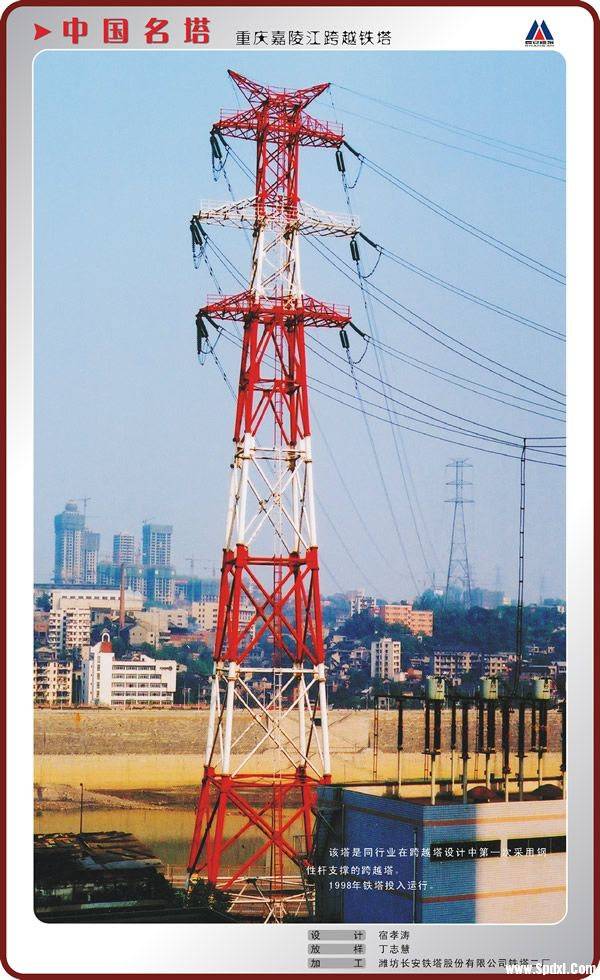 中国名塔 重庆嘉陵江跨越铁塔
该塔是同行业在跨越塔设计中第一次采用钢
性杆支撑的跨越塔。
1998年铁塔投入运行。
设 计 宿孝涛
放 样 丁志慧
加 工 潍坊长安铁塔股份有限公司铁塔二厂
www.Spdxl.Com